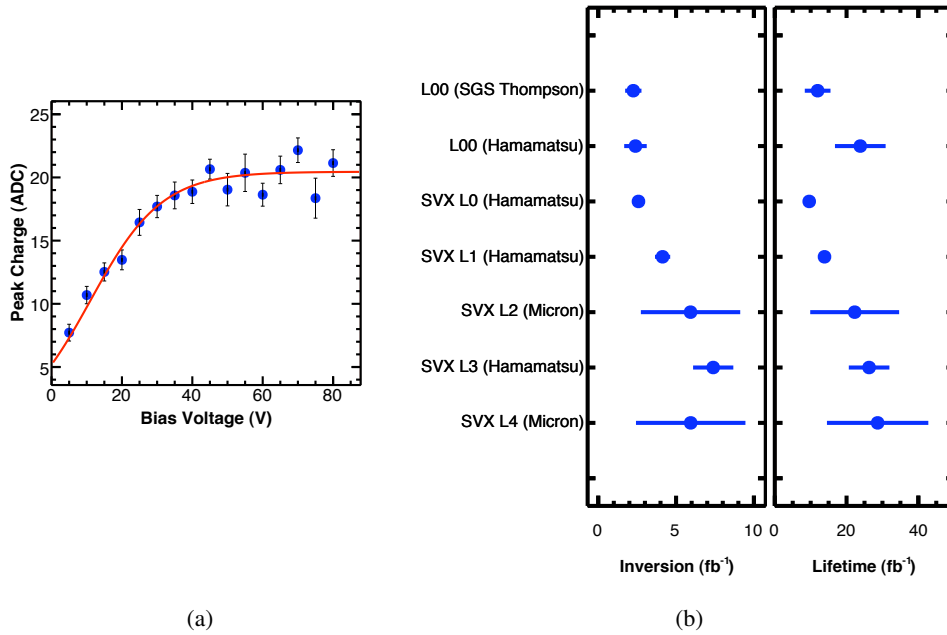 25
20
15
10
5
0 20 40 60 80
Peak Charge (ADC)
Bias Voltage (V)
(a)
L00 (SGS Thompson)
L00 (Hamamatsu)
SVX L0 (Hamamatsu)
SVX L1 (Hamamatsu)
SVX L2 (Micron)
SVX L3 (Hamamatsu)
SVX L4 (Micron)
0 5 10
Inversion (fb⁻¹)
0 20 40
Lifetime (fb⁻¹)
(b)